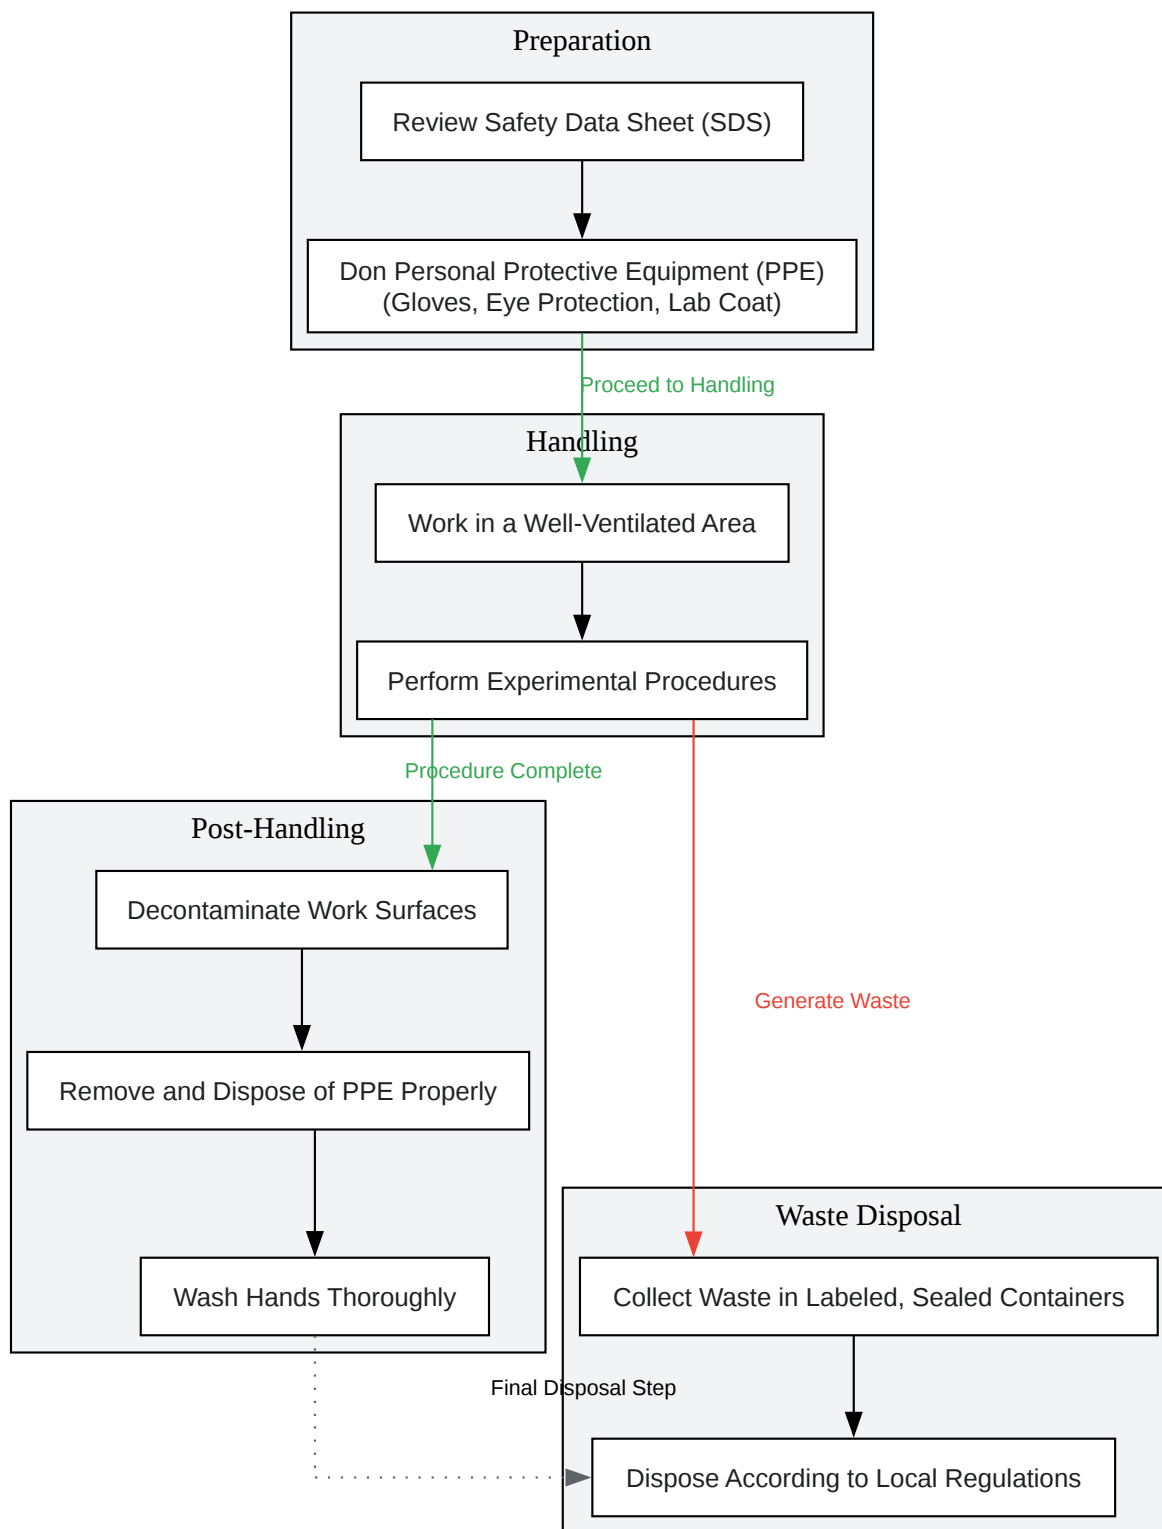 Preparation
Review Safety Data Sheet (SDS)
Don Personal Protective Equipment (PPE)
(Gloves, Eye Protection, Lab Coat)
Proceed to Handling
Handling
Work in a Well-Ventilated Area
Perform Experimental Procedures
Procedure Complete
Post-Handling
Decontaminate Work Surfaces
Generate Waste
Remove and Dispose of PPE Properly
Waste Disposal
Wash Hands Thoroughly
Collect Waste in Labeled, Sealed Containers
Final Disposal Step
Dispose According to Local Regulations